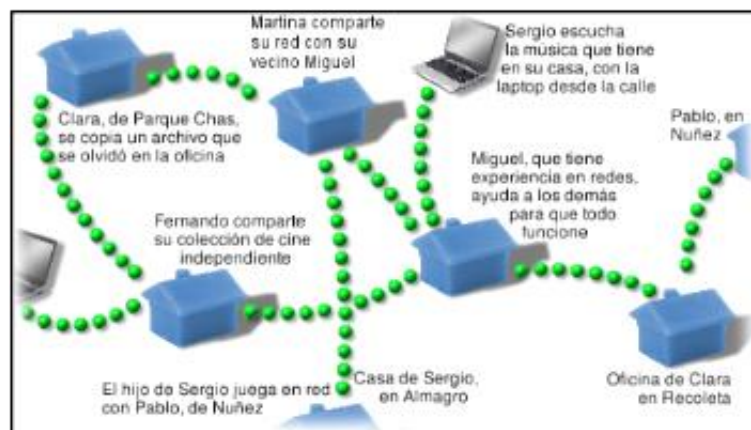 Martina comparte
su red con su
vecino Miguel
Sergio escucha
la música que tiene
en su casa, con la
laptop desde la calle
Clara, de Parque Chas,
se copia un archivo que
se olvidó en la oficina
Pablo, en
Nuñez
Miguel, que tiene
experiencia en redes,
ayuda a los demás
para que todo
funcione
Fernando comparte
su colección de cine
independiente
El hijo de Sergio juega en red
con Pablo, de Nuñez
Casa de Sergio,
en Almagro
Oficina de Clara
en Recoleta